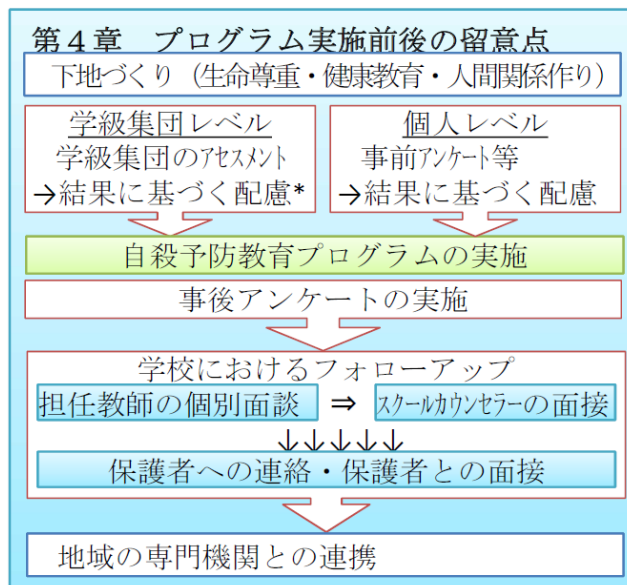 第４章　プログラム実施前後の留意点
下地づくり（生命尊重・健康教育・人間関係作り）
学級集団レベル
学級集団のアセスメント
→結果に基づく配慮*
個人レベル
事前アンケート等
→結果に基づく配慮
自殺予防教育プログラムの実施
事後アンケートの実施
学校におけるフォローアップ
担任教師の個別面談　⇒　スクールカウンセラーの面接
↓↓↓↓↓
保護者への連絡・保護者との面接
地域の専門機関との連携